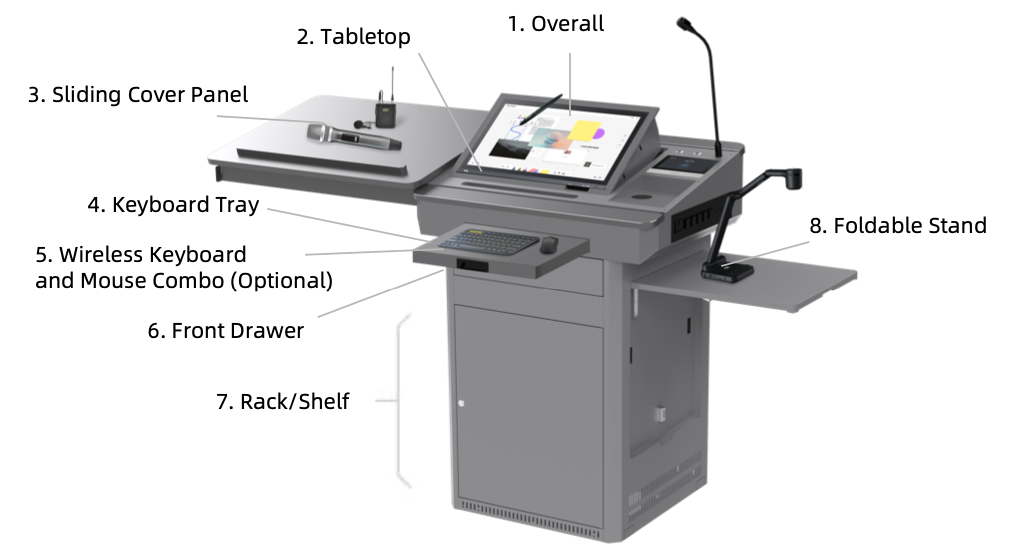 1. Overall
2. Tabletop
3. Sliding Cover Panel
4. Keyboard Tray
5. Wireless Keyboard
and Mouse Combo (Optional)
6. Front Drawer
7. Rack/Shelf
8. Foldable Stand